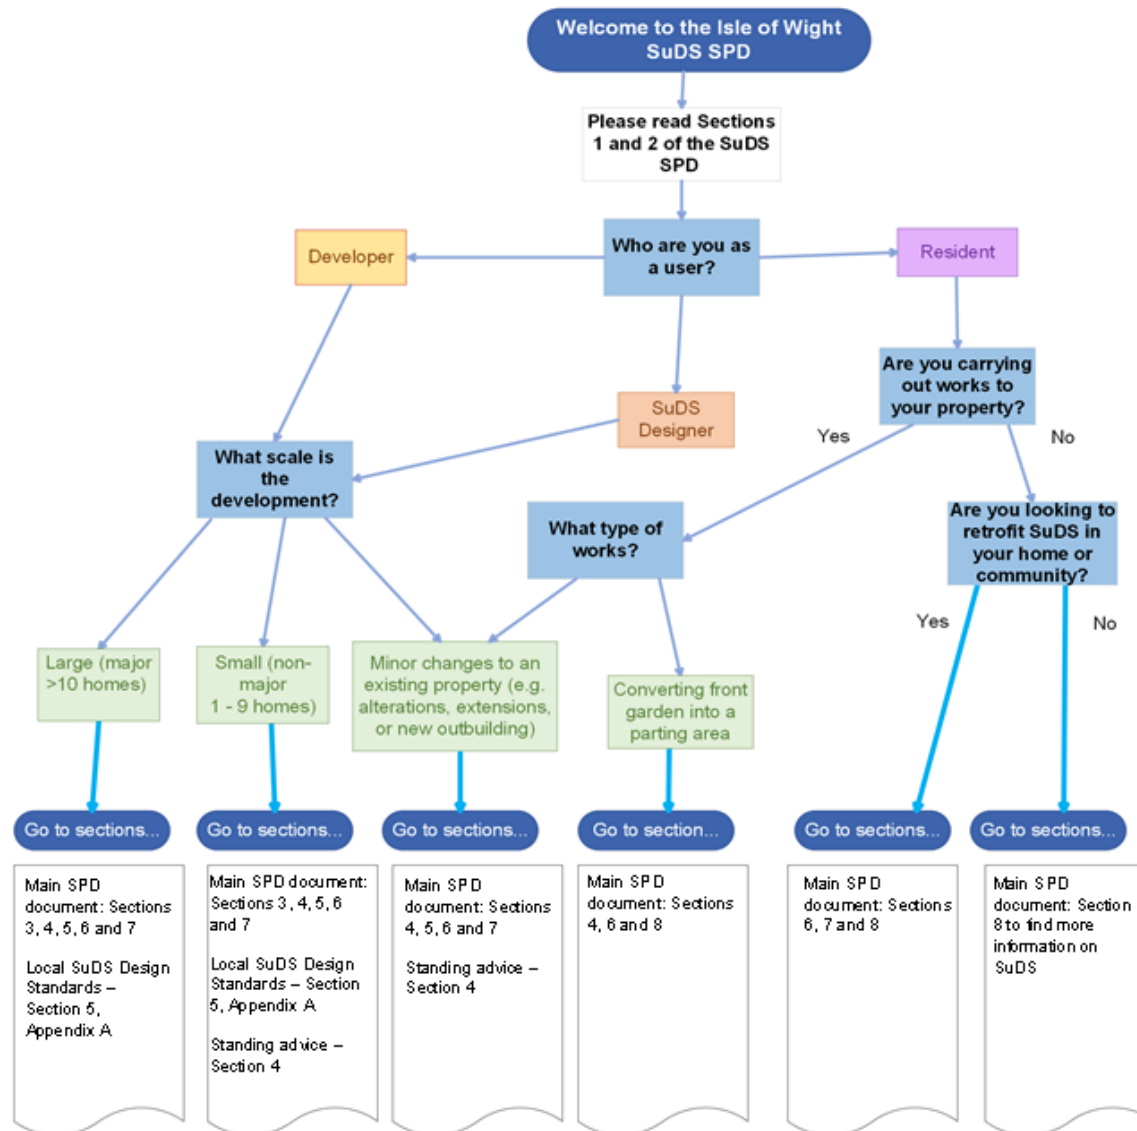 Welcome to the Isle of Wight
SuDS SPD
Please read Sections
1 and 2 of the SuDS
SPD
Who are you as
a user?
Developer
Resident
Are you carrying
out works to
your property?
SuDS
Designer
Yes
No
What scale is
the
development?
What type of
works?
Are you looking to
retrofit SuDS in
your home or
community?
Yes
No
Large (major
>10 homes)
Small (non-
major
1 - 9 homes)
Minor changes to an
existing property (e.g.
alterations, extensions,
or new outbuilding)
Converting front
garden into a
parting area
Go to sections...
Go to sections...
Go to sections...
Go to section...
Go to sections...
Go to sections...
Main SPD
document: Sections
3, 4, 5, 6 and 7
Local SuDS Design
Standards –
Section 5,
Appendix A
Main SPD document:
Sections 3, 4, 5, 6
and 7
Local SuDS Design
Standards – Section
5, Appendix A
Standing advice –
Section 4
Main SPD
document: Sections
4, 5, 6 and 7
Standing advice –
Section 4
Main SPD
document: Sections
4, 6 and 8
Main SPD
document: Sections
6, 7 and 8
Main SPD
document: Section
8 to find more
information on
SuDS